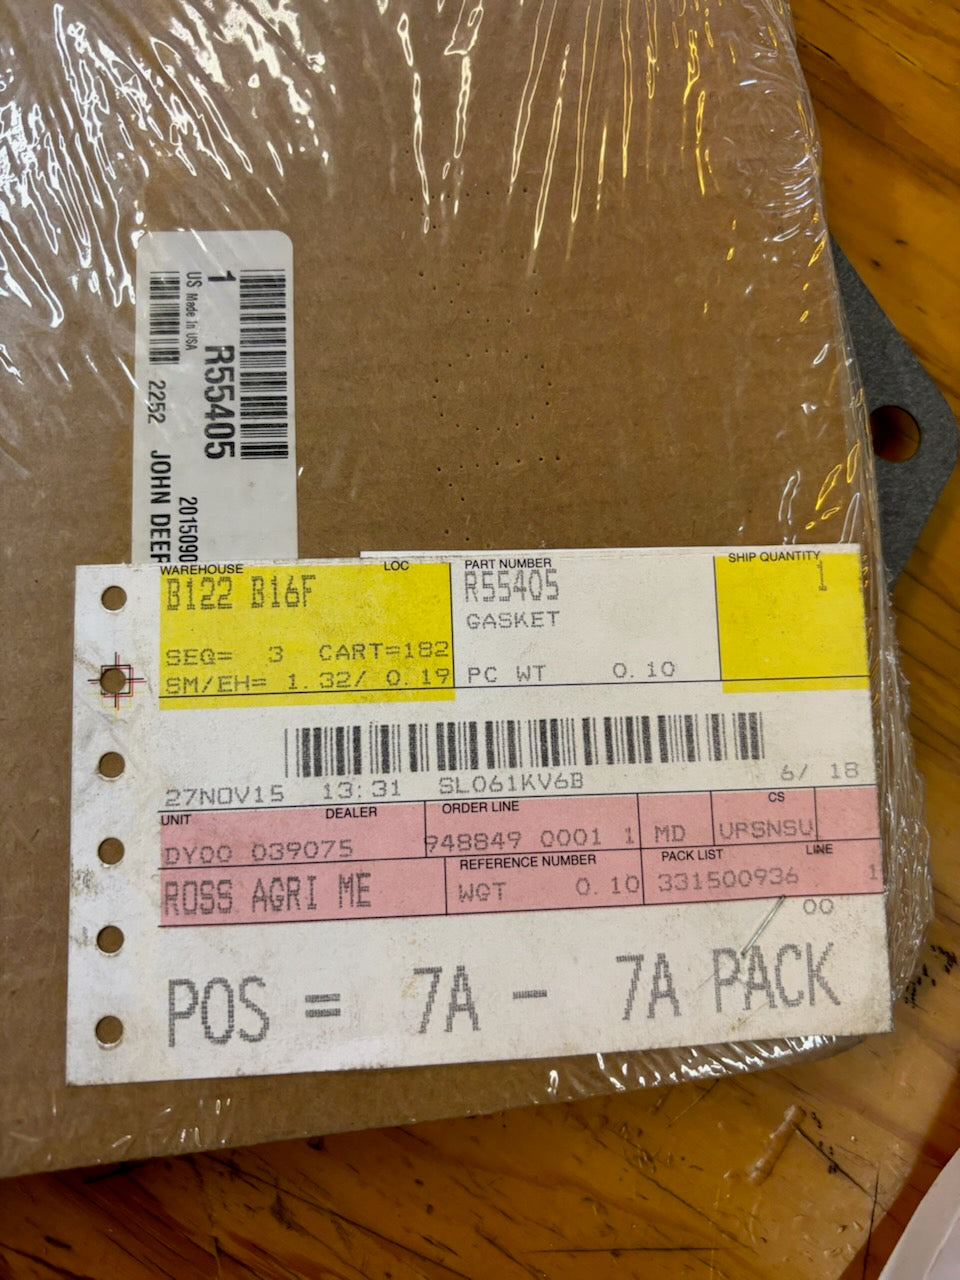 1 R55405
US Made In USA
2252 2015090
JOHN DEER
WAREHOUSE LOC PART NUMBER SHIP QUANTITY
B122 B16F R55405 1
GASKET
SEQ= 3 CART=182
SM/EH= 1.32/ 0.19 PC WT 0.10
27NOV15 13:31 SL061KV6B 6/ 18
UNIT DEALER ORDER LINE CS
DY00 039075 948849 0001 1 MD UPSNSU
REFERENCE NUMBER PACK LIST LINE
ROSS AGRI ME WGT 0.10 331500936 1
00
POS = 7A - 7A PACK